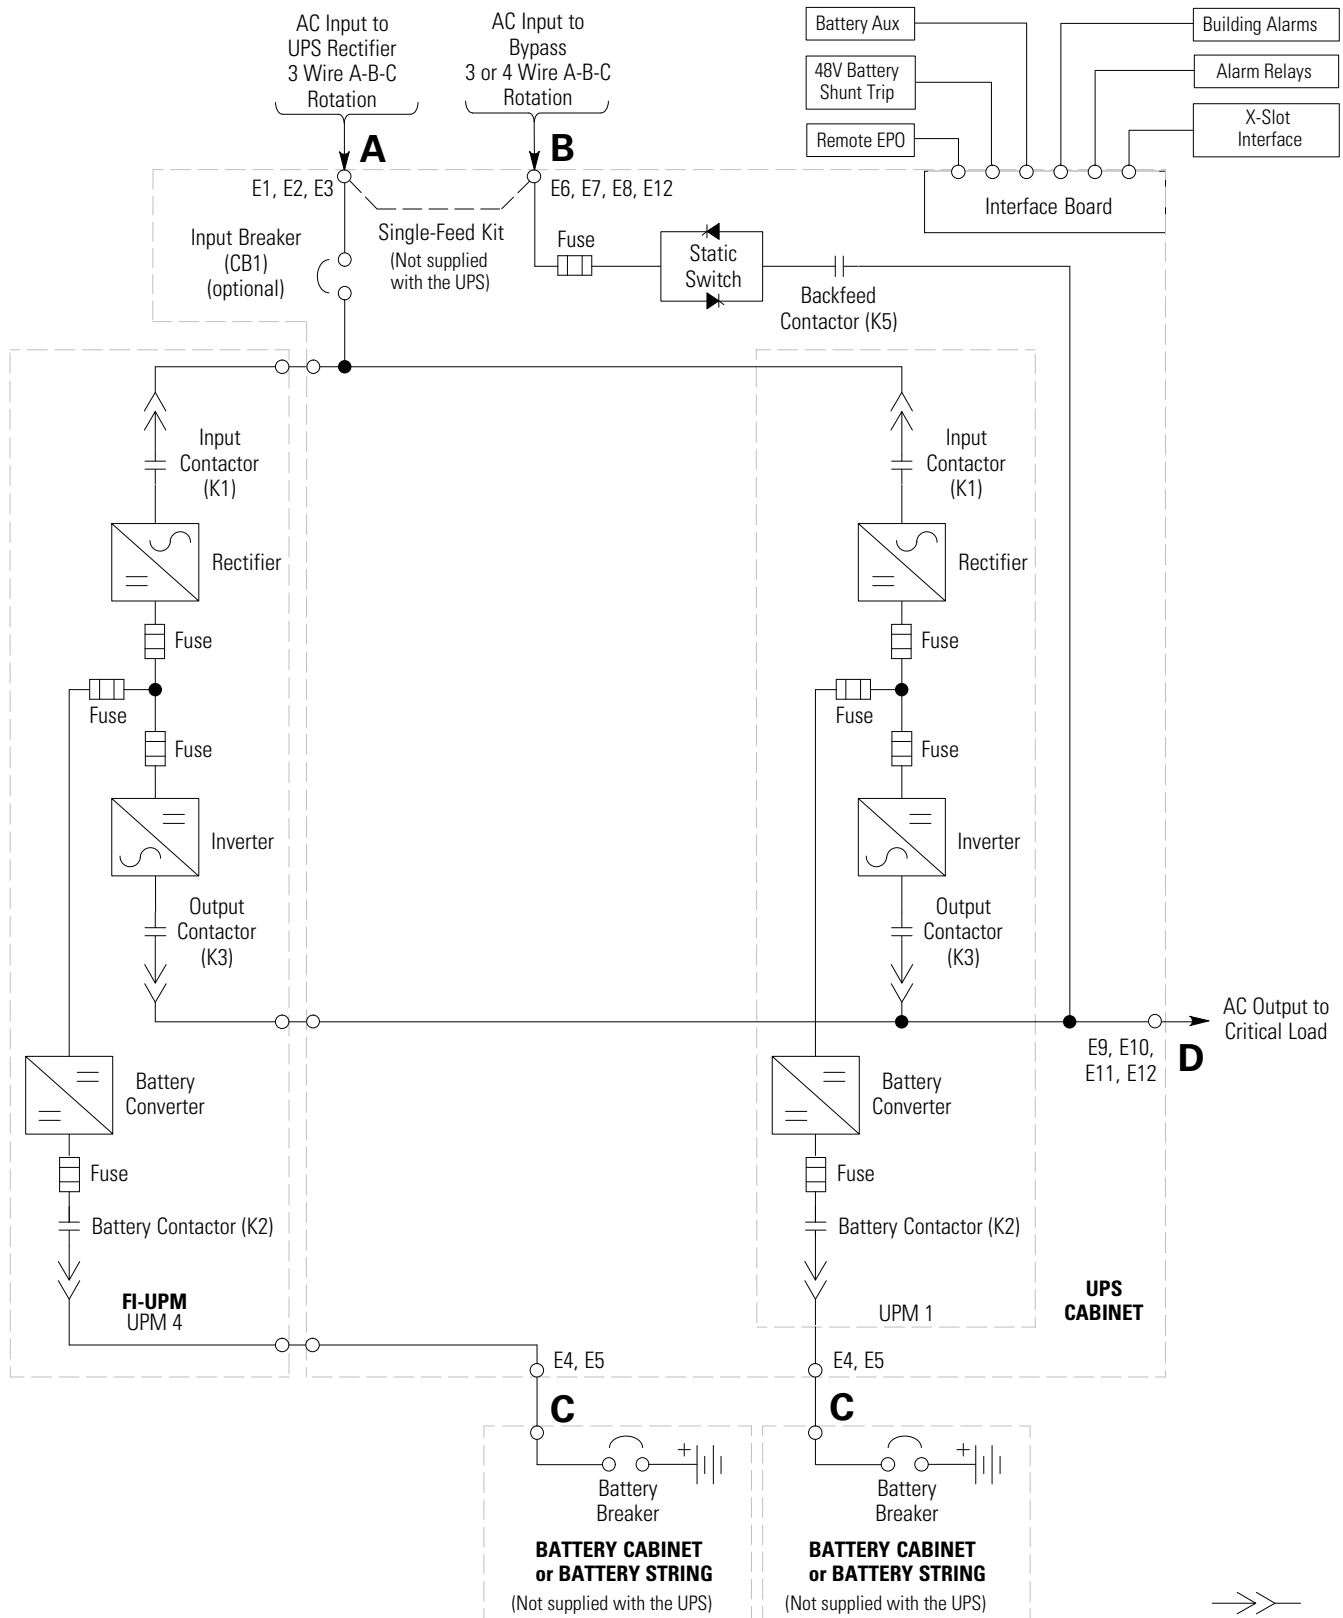 AC Input to
UPS Rectifier
3 Wire A-B-C
Rotation
AC Input to
Bypass
3 or 4 Wire A-B-C
Rotation
Battery Aux
48V Battery
Shunt Trip
Remote EPO
Building Alarms
Alarm Relays
X-Slot
Interface
A
B
E1, E2, E3
E6, E7, E8, E12
Interface Board
Input Breaker
(CB1)
(optional)
Single-Feed Kit
(Not supplied
with the UPS)
Fuse
Static
Switch
Backfeed
Contactor (K5)
Input
Contactor
(K1)
Input
Contactor
(K1)
Rectifier
Rectifier
Fuse
Fuse
Fuse
Fuse
Fuse
Fuse
Inverter
Inverter
Output
Contactor
(K3)
Output
Contactor
(K3)
AC Output to
Critical Load
E9, E10,
E11, E12
D
Battery
Converter
Battery
Converter
Fuse
Fuse
Battery Contactor (K2)
Battery Contactor (K2)
FI-UPM
UPM 4
UPM 1
UPS
CABINET
E4, E5
E4, E5
C
C
+
+
Battery
Breaker
Battery
Breaker
BATTERY CABINET
or BATTERY STRING
(Not supplied with the UPS)
BATTERY CABINET
or BATTERY STRING
(Not supplied with the UPS)